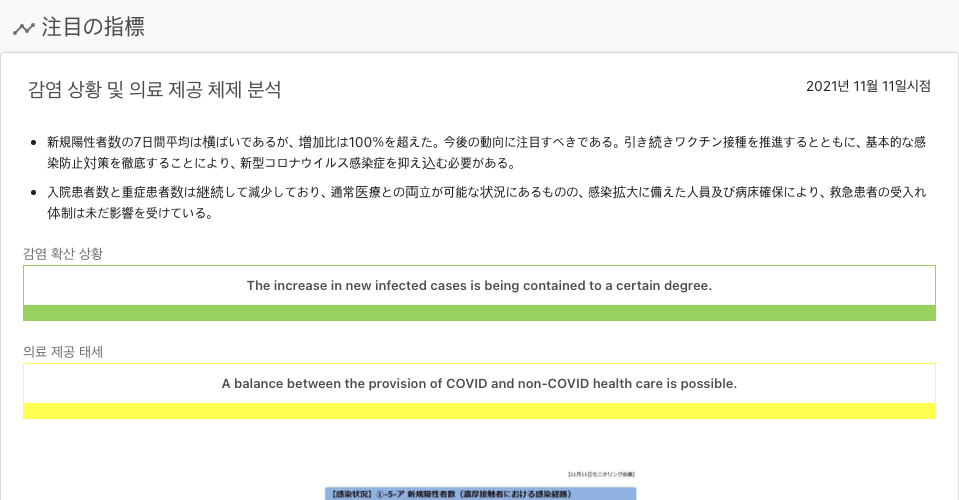 注目の指標
감염 상황 및 의료 제공 체제 분석
2021년 11월 11일시점
新規陽性者数の7日間平均は横ばいであるが、増加比は100%を超えた。今後の動向に注目すべきである。引き続きワクチン接種を推進するとともに、基本的な感
染防止対策を徹底することにより、新型コロナウイルス感染症を抑え込む必要がある。
入院患者数と重症患者数は継続して減少しており、通常医療との両立が可能な状況にあるものの、感染拡大に備えた人員及び病床確保により、救急患者の受入れ
体制は未だ影響を受けている。
감염 확산 상황
The increase in new infected cases is being contained to a certain degree.
의료 제공 태세
A balance between the provision of COVID and non-COVID health care is possible.
【11月11日モニタリング会議】
【感染状況】①-5-ア 新規陽性者数（濃厚接触者における感染経路）